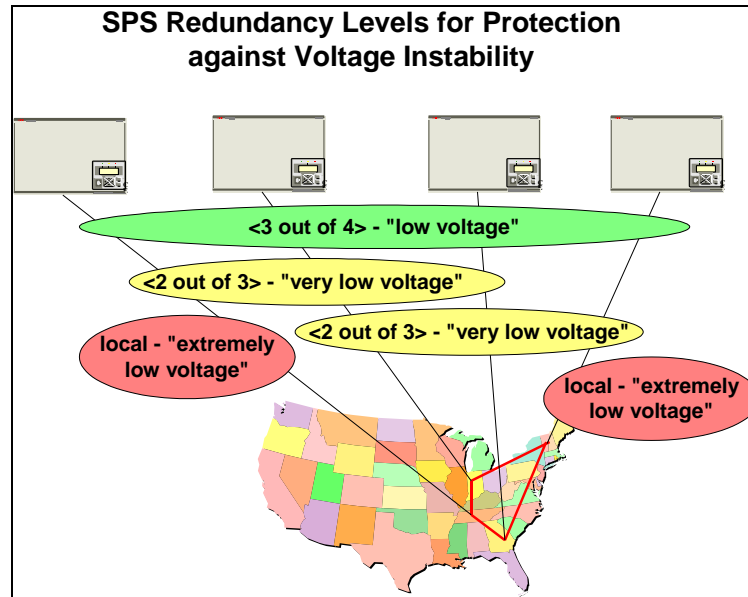 SPS Redundancy Levels for Protection
against Voltage Instability
<3 out of 4> - "low voltage"
<2 out of 3> - "very low voltage"
<2 out of 3> - "very low voltage"
local - "extremely
low voltage"
local - "extremely
low voltage"